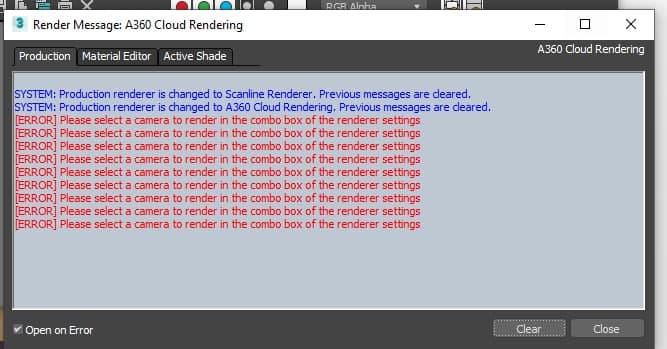 RGB Alpha
3 Render Message: A360 Cloud Rendering
Production Material Editor Active Shade A360 Cloud Rendering
SYSTEM: Production renderer is changed to Scanline Renderer. Previous messages are cleared.
SYSTEM: Production renderer is changed to A360 Cloud Rendering. Previous messages are cleared.
[ERROR] Please select a camera to render in the combo box of the renderer settings
[ERROR] Please select a camera to render in the combo box of the renderer settings
[ERROR] Please select a camera to render in the combo box of the renderer settings
[ERROR] Please select a camera to render in the combo box of the renderer settings
[ERROR] Please select a camera to render in the combo box of the renderer settings
[ERROR] Please select a camera to render in the combo box of the renderer settings
[ERROR] Please select a camera to render in the combo box of the renderer settings
[ERROR] Please select a camera to render in the combo box of the renderer settings
[ERROR] Please select a camera to render in the combo box of the renderer settings
Open on Error Clear Close